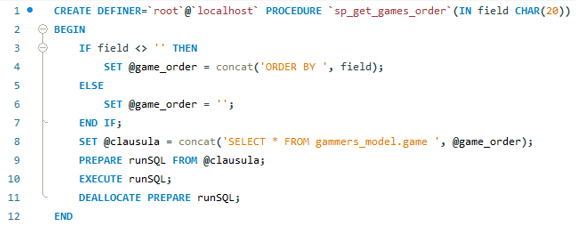 1 CREATE DEFINER=`root`@`localhost` PROCEDURE `sp_get_games_order`(IN field CHAR(20))
2 BEGIN
3 IF field <> '' THEN
4 SET @game_order = concat('ORDER BY ', field);
5 ELSE
6 SET @game_order = '';
7 END IF;
8 SET @clausula = concat('SELECT * FROM gammers_model.game ', @game_order);
9 PREPARE runSQL FROM @clausula;
10 EXECUTE runSQL;
11 DEALLOCATE PREPARE runSQL;
12 END